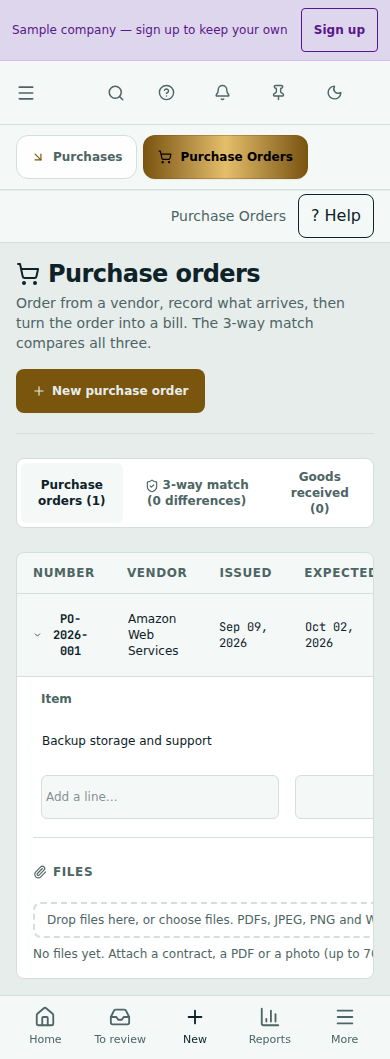 Sample company — sign up to keep your own
Sign up
Purchases
Purchase Orders
Purchase Orders
? Help
Purchase orders
Order from a vendor, record what arrives, then
turn the order into a bill. The 3-way match
compares all three.
New purchase order
Purchase
orders (1)
3-way match
(0 differences)
Goods
received
(0)
NUMBER VENDOR ISSUED EXPECTED
PO-
2026-
001
Amazon
Web
Services
Sep 09,
2026
Oct 02,
2026
Item
Backup storage and support
Add a line...
FILES
Drop files here, or choose files. PDFs, JPEG, PNG and
No files yet. Attach a contract, a PDF or a photo (up to
Home
To review
New
Reports
More